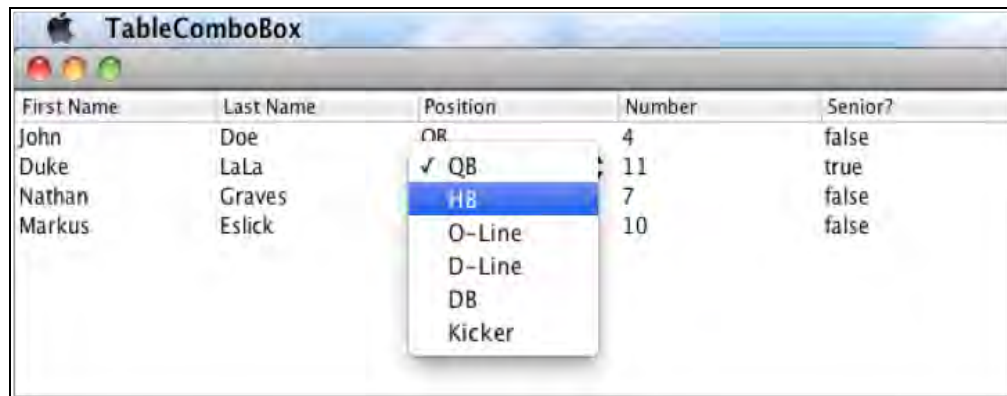 TableComboBox
First Name Last Name Position Number Senior?
John Doe QB 4 false
Duke LaLa ✓ QB 11 true
Nathan Graves HB 7 false
Markus Eslick O-Line 10 false
D-Line
DB
Kicker